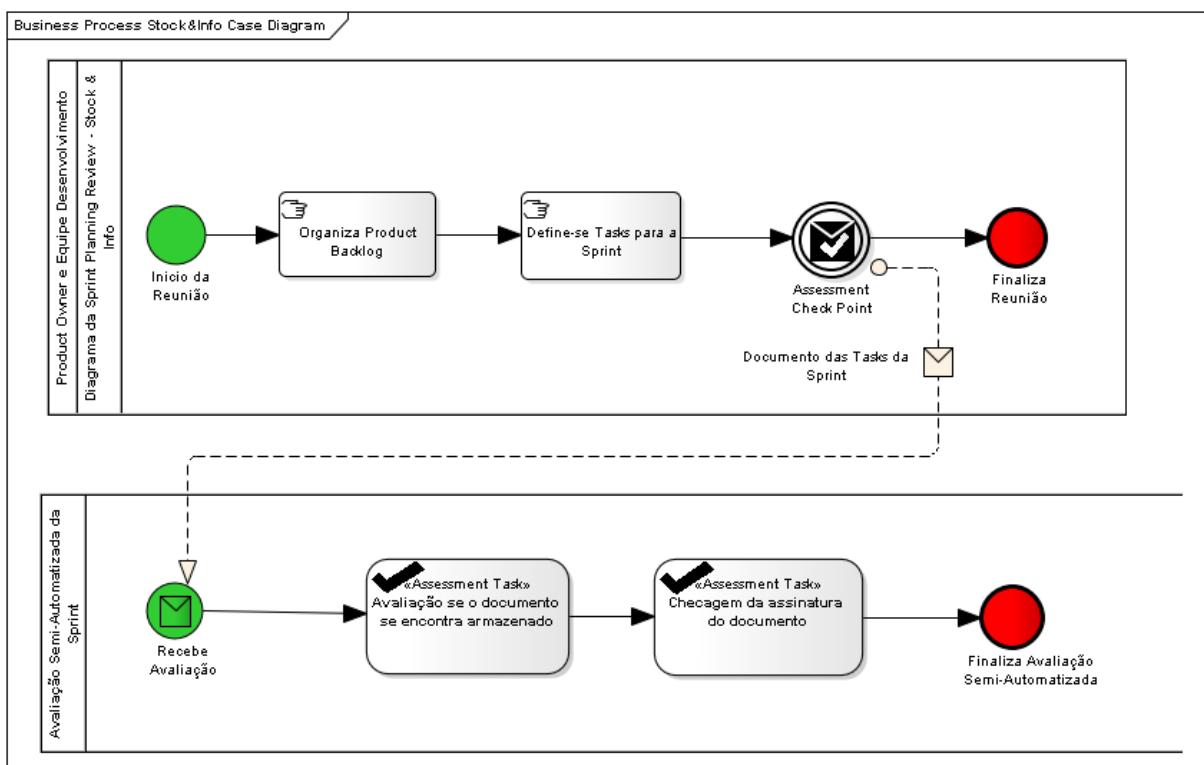 Business Process Stock&Info Case Diagram
Product Owner e Equipe Desenvolvimento
Diagrama da Sprint Planning Review - Stock &
Info
Inicio da
Reunião
Organiza Product
Backlog
Define-se Tasks para a
Sprint
Assessment
Check Point
Finaliza
Reunião
Documento das Tasks da
Sprint
Avaliação Semi-Automatizada da
Sprint
Recebe
Avaliação
«Assessment Task»
Avaliação se o documento
se encontra armazenado
«Assessment Task»
Checagem da assinatura
do documento
Finaliza Avaliação
Semi-Automatizada